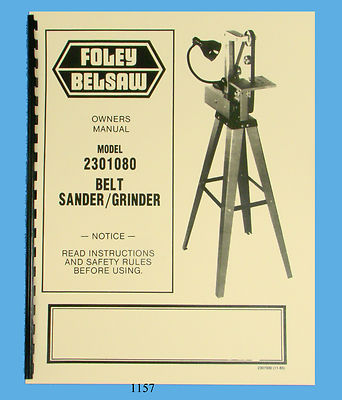 FOLEY
BELSAW
OWNERS
MANUAL
MODEL
2301080
BELT
SANDER/GRINDER
— NOTICE —
READ INSTRUCTIONS
AND SAFETY RULES
BEFORE USING.
1157